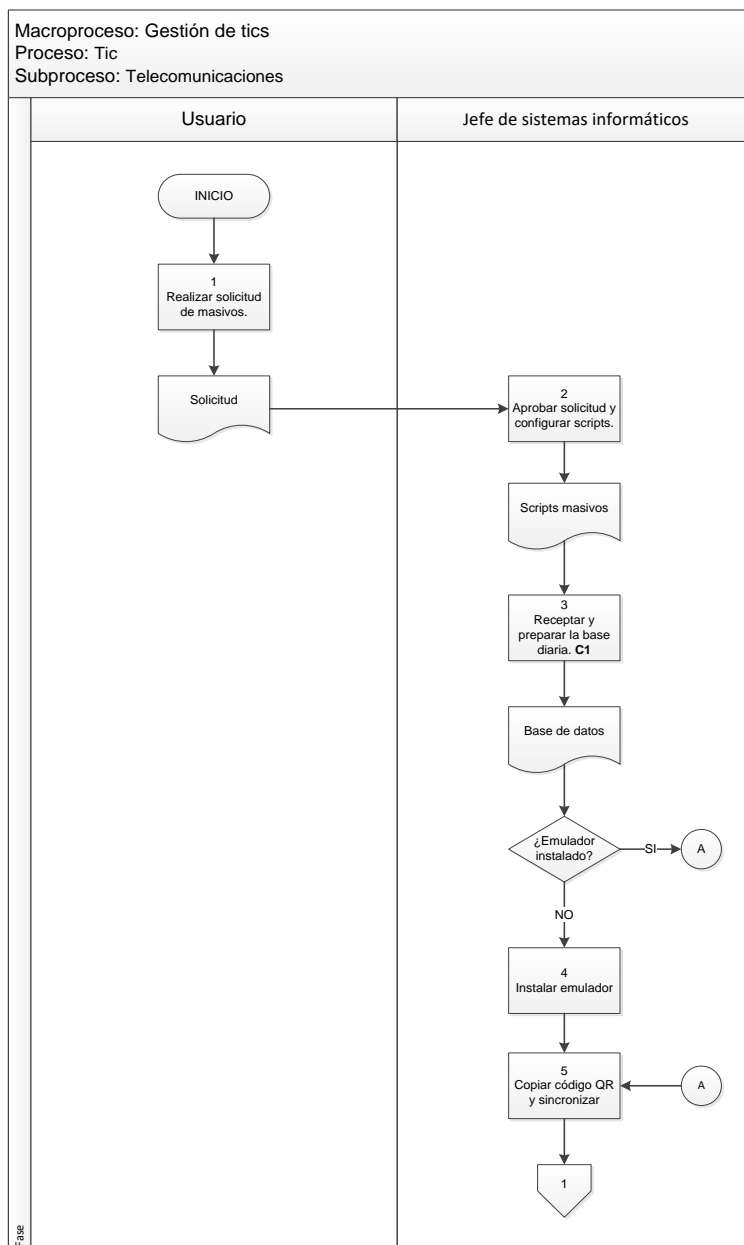 Macroproceso: Gestión de tics
Proceso: Tic
Subproceso: Telecomunicaciones
Usuario
Jefe de sistemas informáticos
INICIO
1
Realizar solicitud
de masivos.
Solicitud
2
Aprobar solicitud y
configurar scripts.
Scripts masivos
3
Receptar y
preparar la base
diaria. C1
Base de datos
¿Emulador
instalado?
SI
A
NO
4
Instalar emulador
5
Copiar código QR
y sincronizar
A
1
Fase